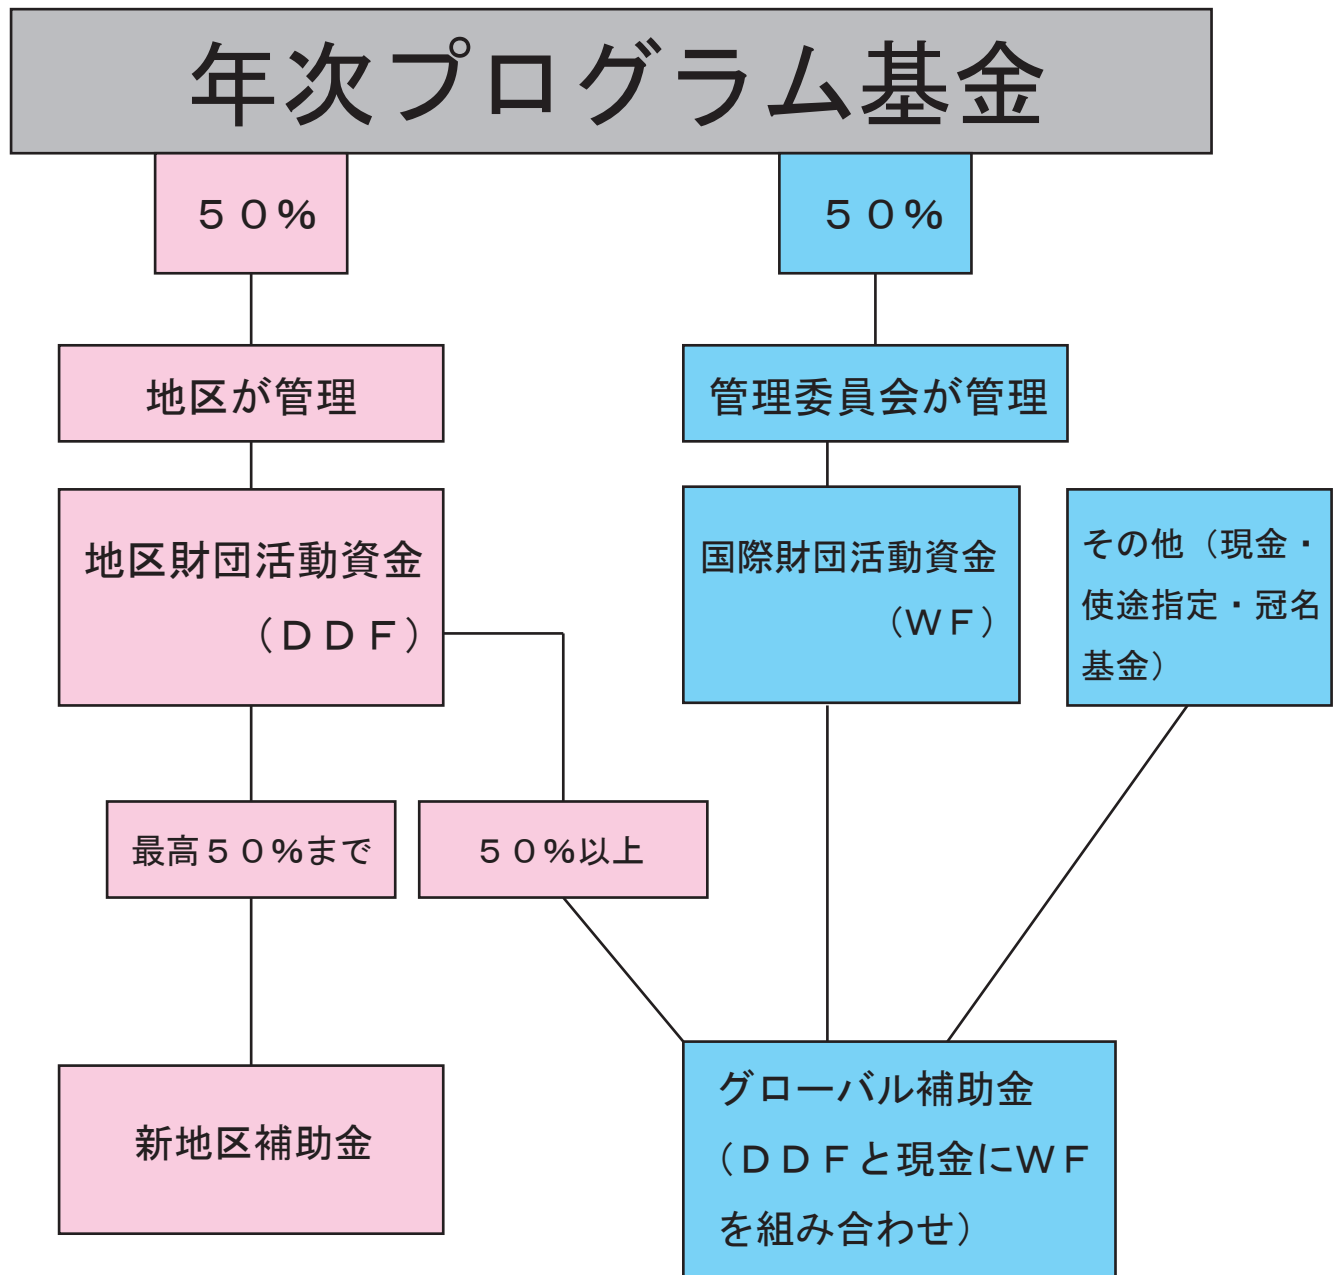 年次プログラム基金
５０％
５０％
地区が管理
管理委員会が管理
地区財団活動資金
（ＤＤＦ）
国際財団活動資金
（ＷＦ）
その他（現金・
使途指定・冠名
基金）
最高５０％まで
５０％以上
新地区補助金
グローバル補助金
（ＤＤＦと現金にＷＦ
を組み合わせ）